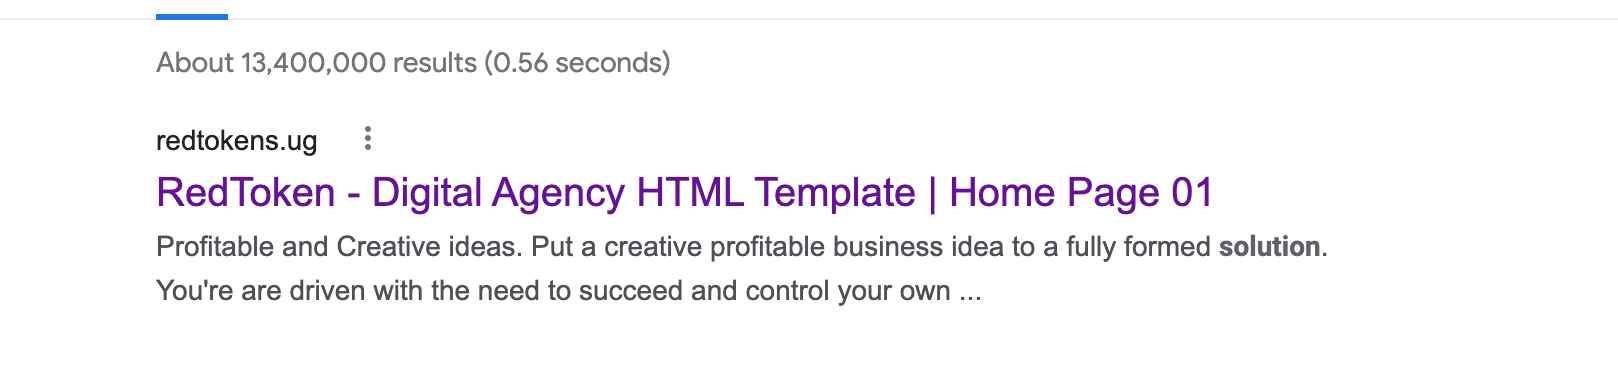 About 13,400,000 results (0.56 seconds)
redtokens.ug
RedToken - Digital Agency HTML Template | Home Page 01
Profitable and Creative ideas. Put a creative profitable business idea to a fully formed solution.
You're are driven with the need to succeed and control your own ...